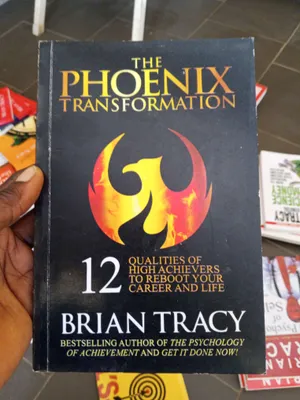 THE
PHOENIX
TRANSFORMATION
12 QUALITIES OF
HIGH ACHIEVERS
TO REBOOT YOUR
CAREER AND LIFE
BRIAN TRACY
BESTSELLING AUTHOR OF THE PSYCHOLOGY
OF ACHIEVEMENT AND GET IT DONE NOW!
TRACY